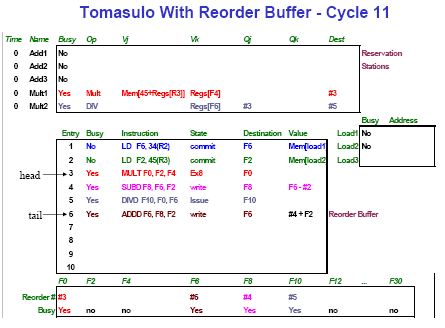 Tomasulo With Reorder Buffer - Cycle 11
Time Name Busy Op Vj Vk Qj Qk Dest
0 Add1 No Reservation
0 Add2 No Stations
0 Add3 No
0 Mult1 Yes Mult Mem[45+Regs[R3]] Regs[F4] #3
0 Mult2 Yes DIV Regs[F6] #3 #5
Busy Address
Entry Busy Instruction State Destination Value Load1 No
1 No LD F6, 34(R2) commit F6 Mem[load1] Load2 No
2 No LD F2, 45(R3) commit F2 Mem[load2] Load3
head 3 Yes MULT F0, F2, F4 Ex8 F0
4 Yes SUBD F8, F6, F2 write F8 F6 - #2
5 Yes DIVD F10, F0, F6 Issue F10
tail 6 Yes ADDD F6, F8, F2 write F6 #4 + F2 Reorder Buffer
7
8
9
10
F0 F2 F4 F6 F8 F10 F12 ... F30
Reorder # #3 #6 #4 #5
Busy Yes no no Yes Yes Yes no no